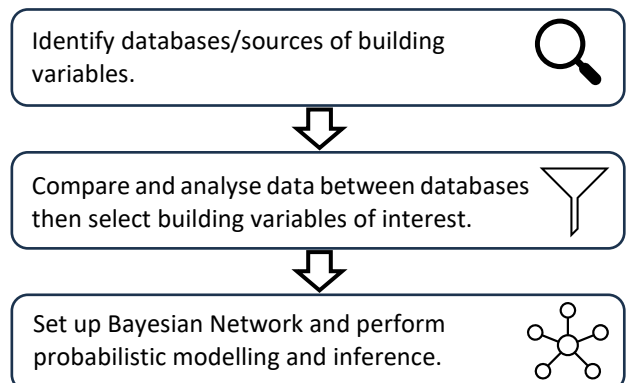 Identify databases/sources of building
variables.
Compare and analyse data between databases
then select building variables of interest.
Set up Bayesian Network and perform
probabilistic modelling and inference.